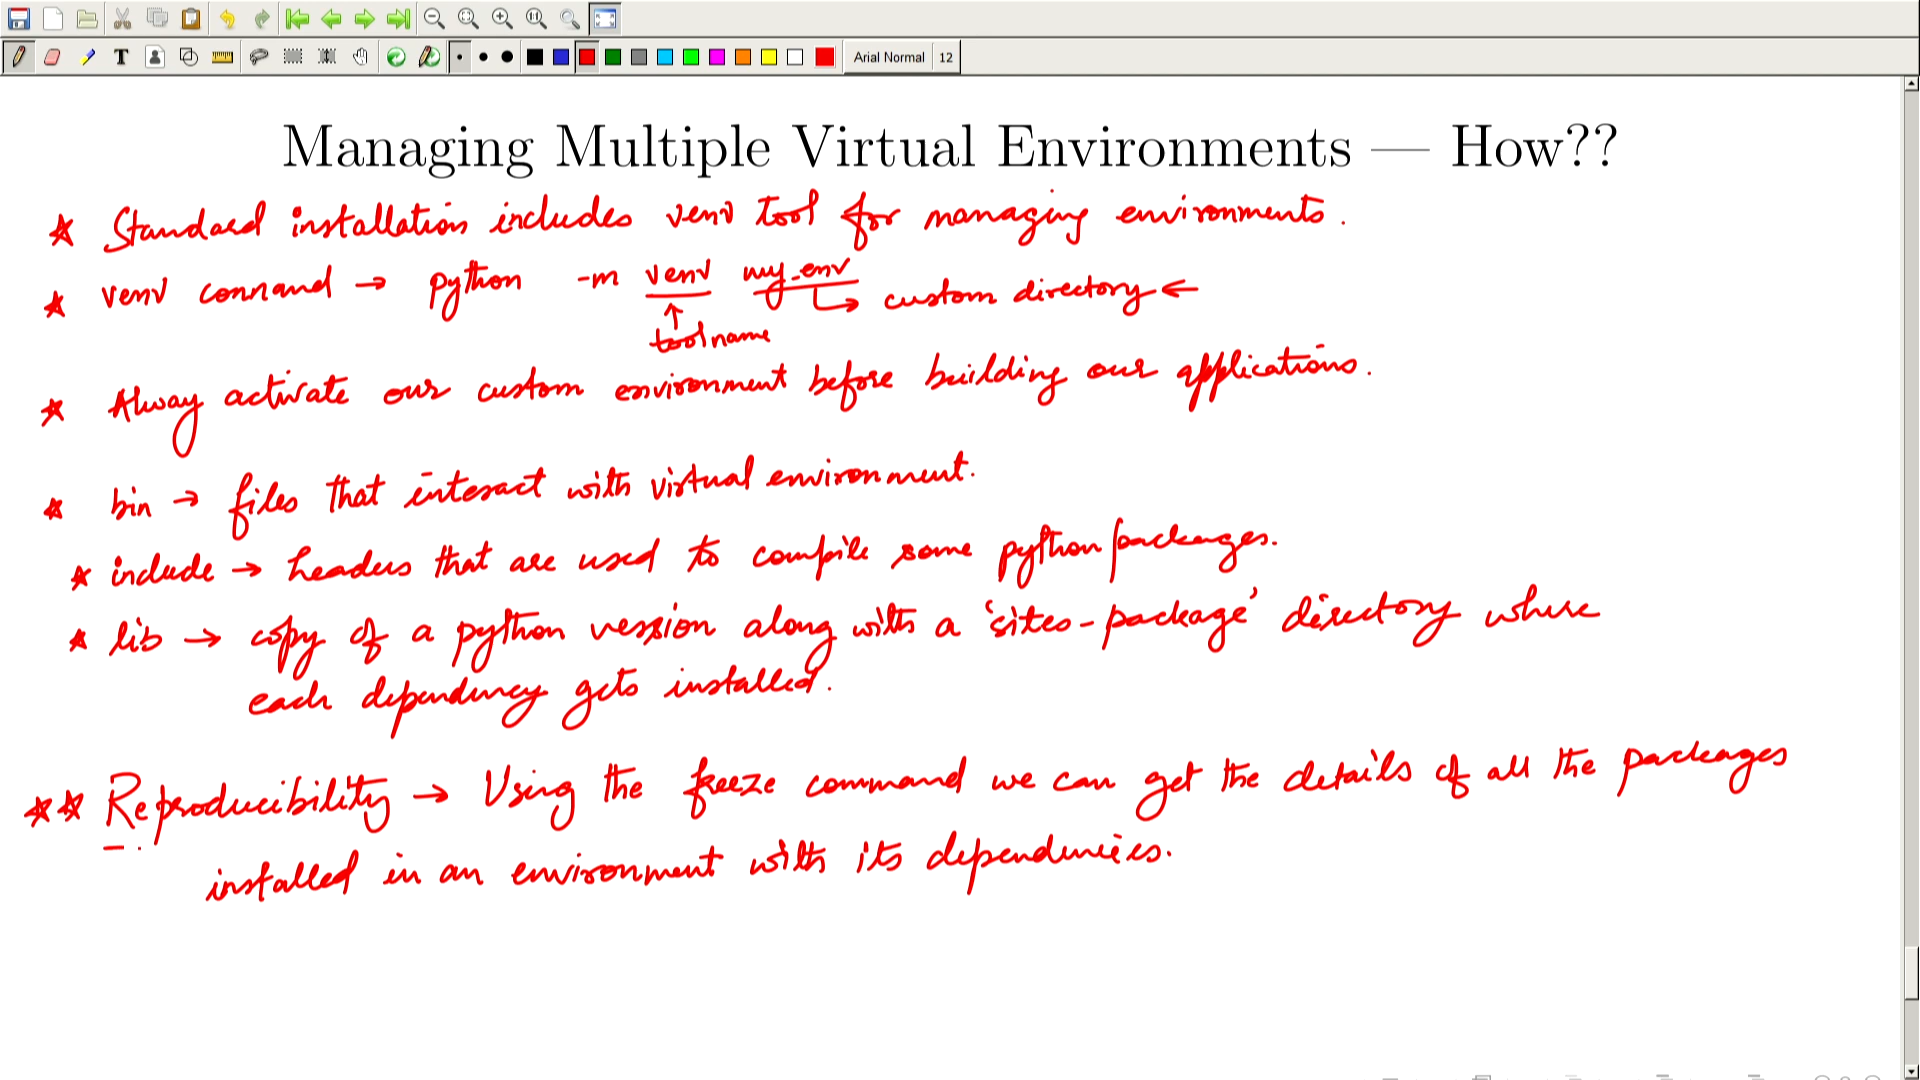 Arial Normal 12
Managing Multiple Virtual Environments — How??
★ Standard installation includes venv tool for managing environments.
★ venv command → python -m venv my_env
↳ custom directory ←
↑
tool name
★ Alway activate our custom environment before building our applications.
★ bin → files that interact with virtual environment.
★ include → headers that are used to compile some python packages.
★ lib → copy of a python version along with a 'sites-package' directory where
each dependency gets installed.
★★ Reproducibility → Using the freeze command we can get the details of all the packages
installed in an environment with its dependencies.